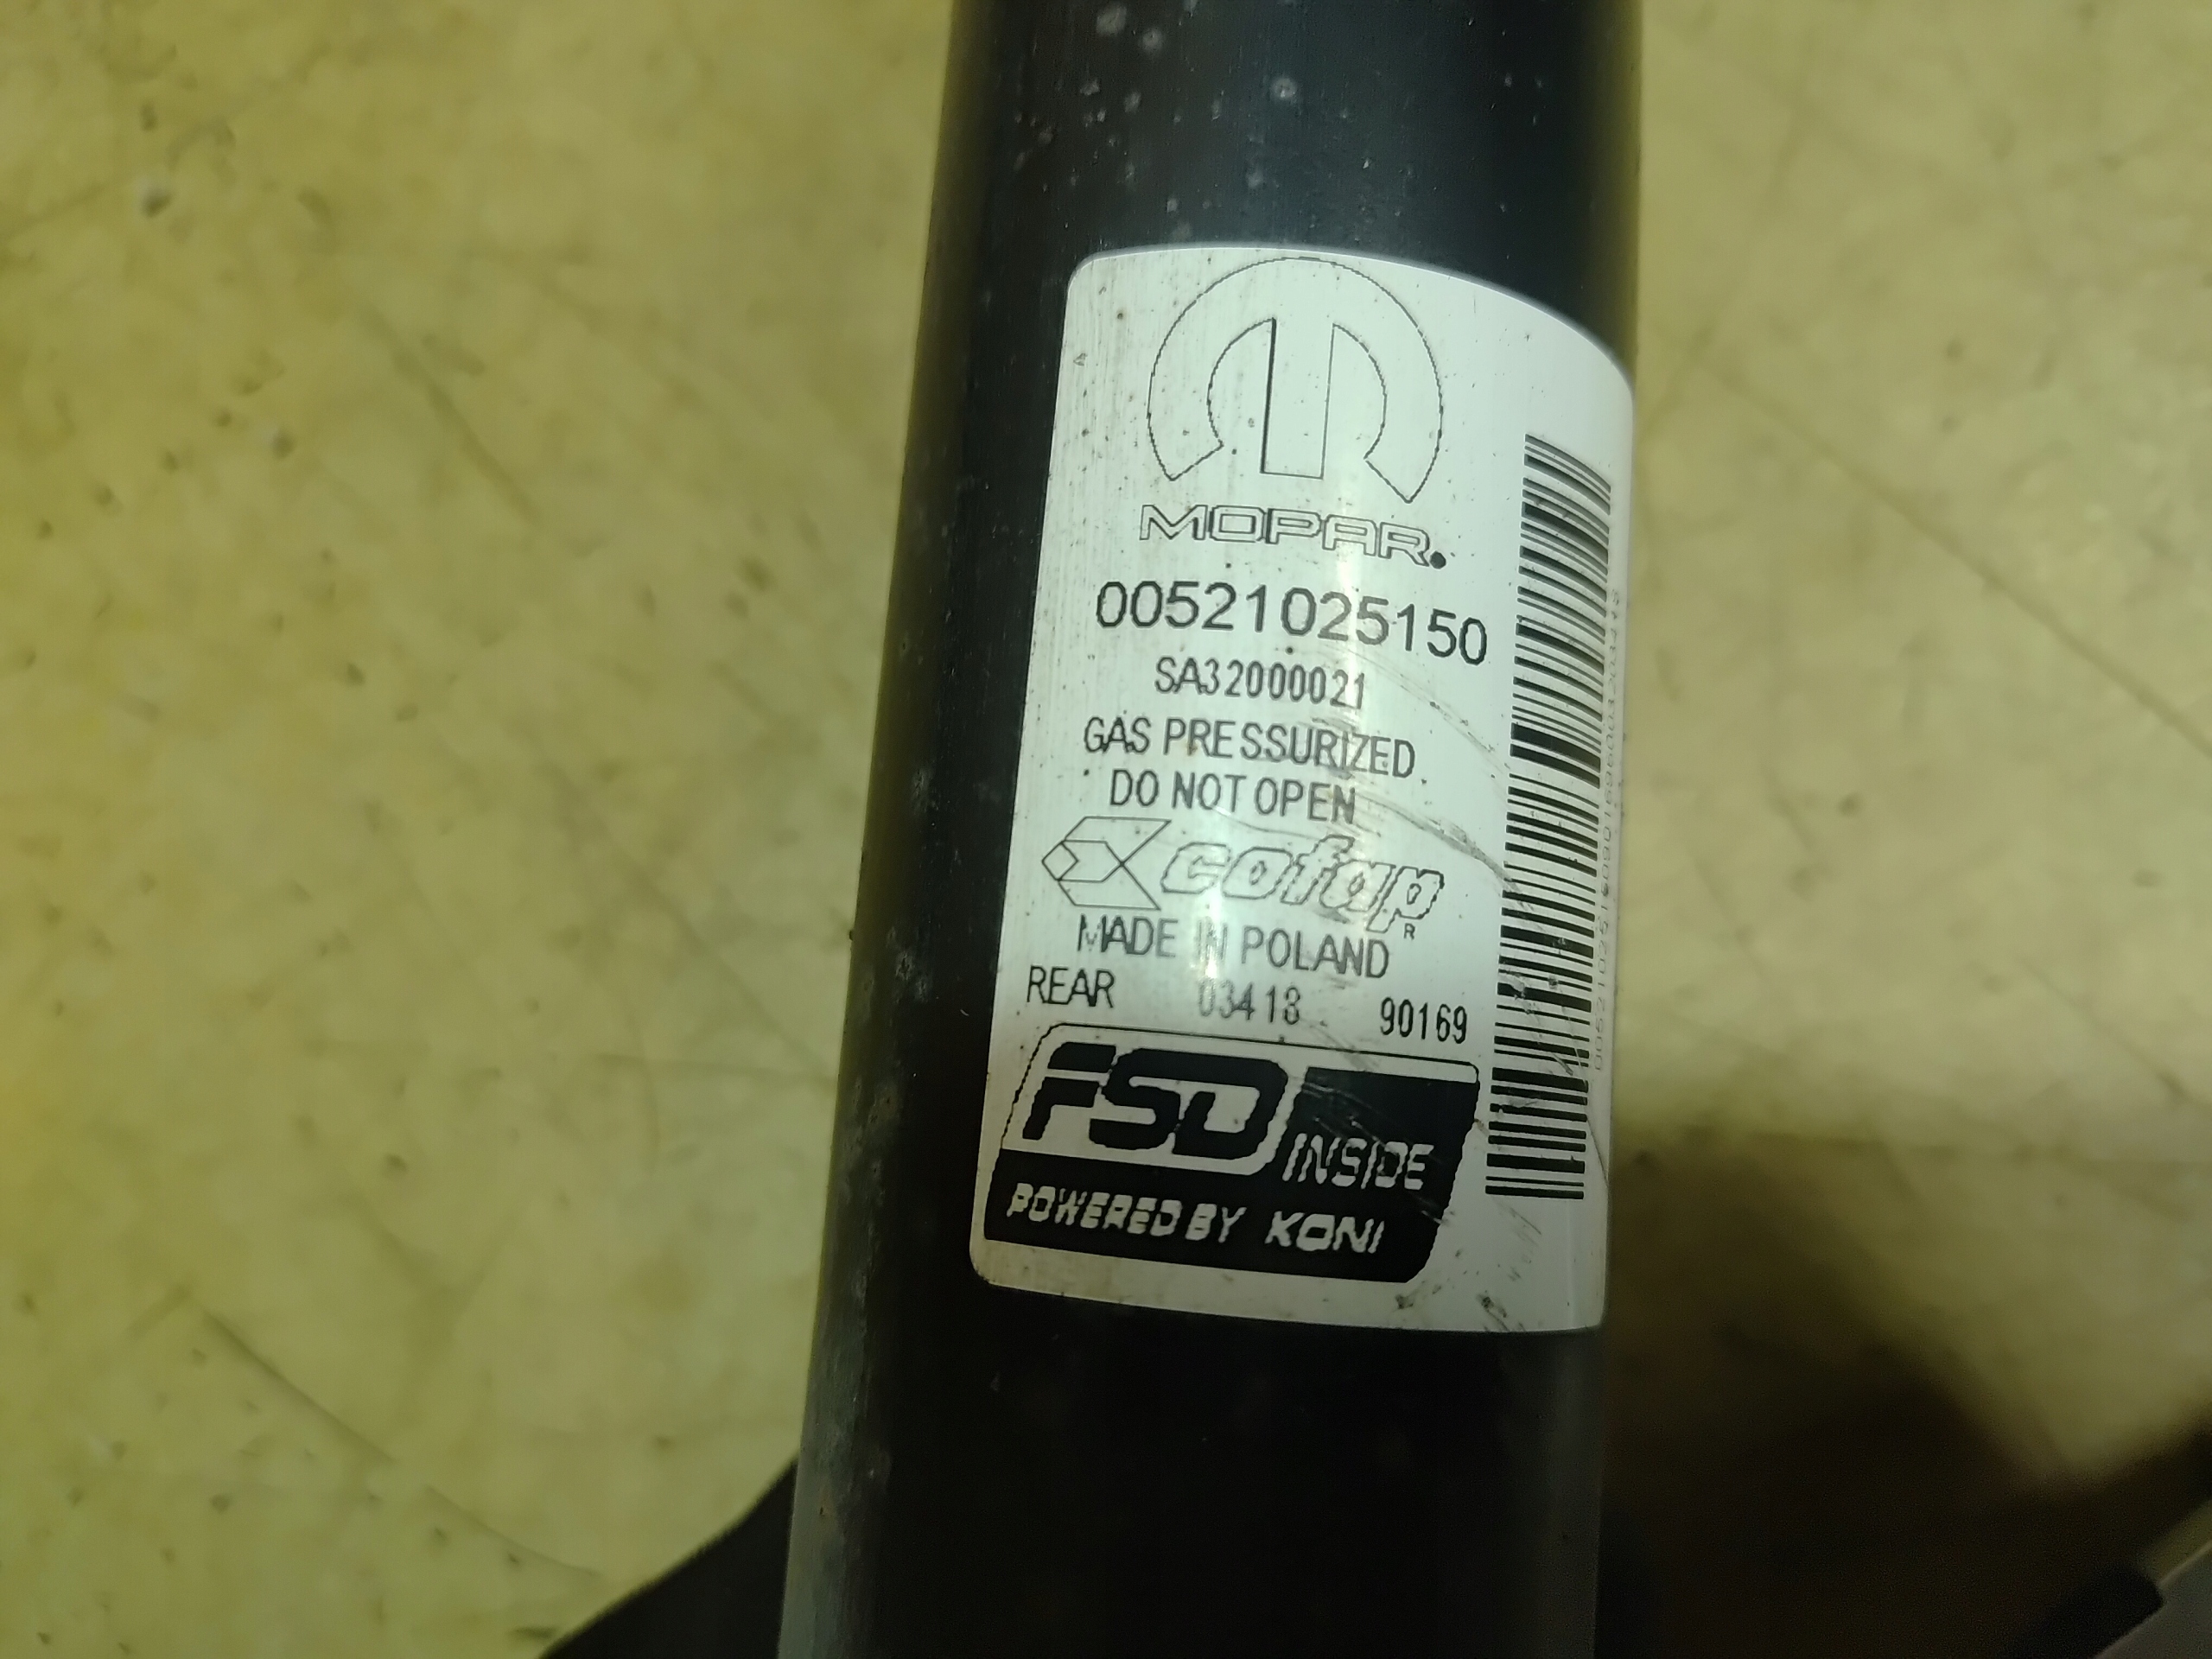 MOPAR
00521025150
SA32000021
GAS PRESSURIZED
DO NOT OPEN
cofap
R
MADE IN POLAND
REAR 03418 90169
FSD INSIDE
POWERED BY KONI